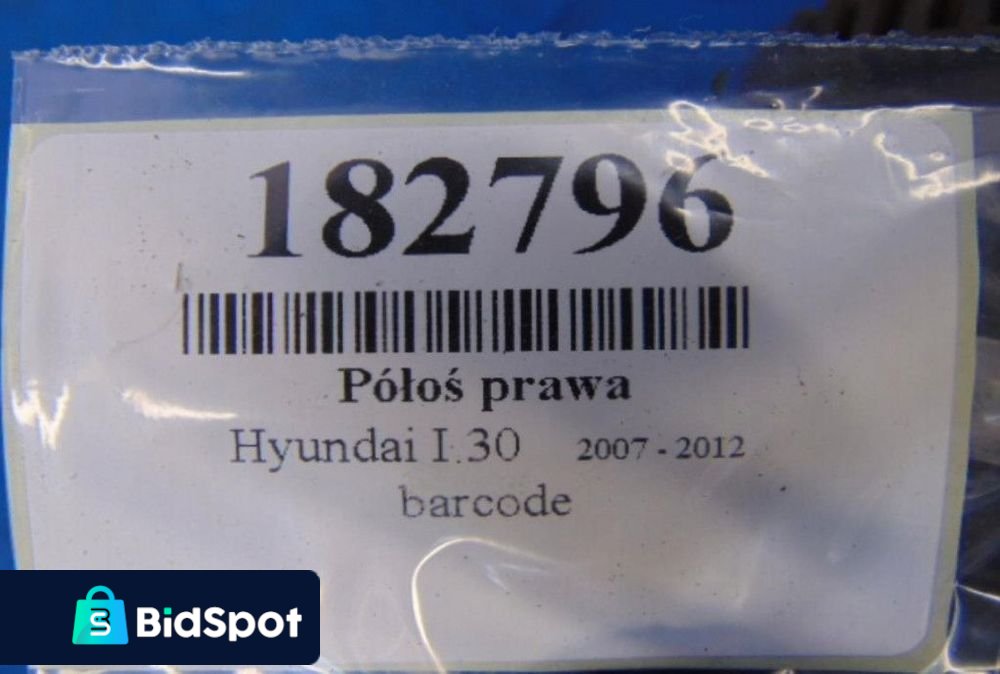 182796
Półoś prawa
Hyundai I.30 2007 - 2012
barcode
BidSpot